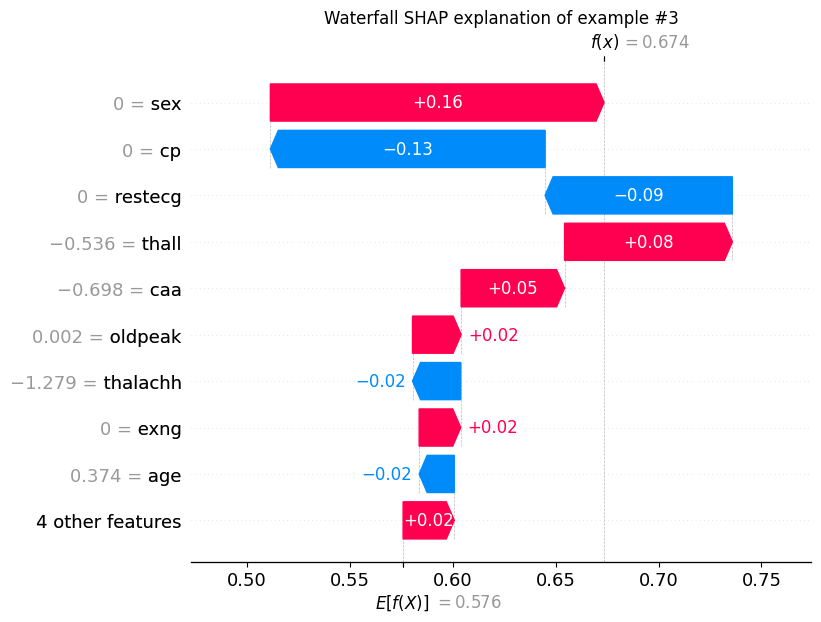 Waterfall SHAP explanation of example #3
f(x) = 0.674
0 = sex +0.16
0 = cp −0.13
0 = restecg −0.09
−0.536 = thall +0.08
−0.698 = caa +0.05
0.002 = oldpeak +0.02
−1.279 = thalachh −0.02
0 = exng +0.02
0.374 = age −0.02
4 other features +0.02
0.50 0.55 0.60 0.65 0.70 0.75
E[f(X)] = 0.576